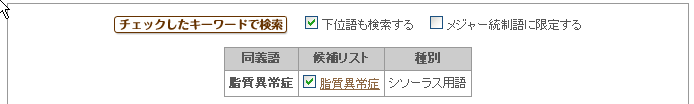 チェックしたキーワードで検索 下位語も検索する メジャー統制語に限定する
同義語 候補リスト 種別
脂質異常症 脂質異常症 シソーラス用語